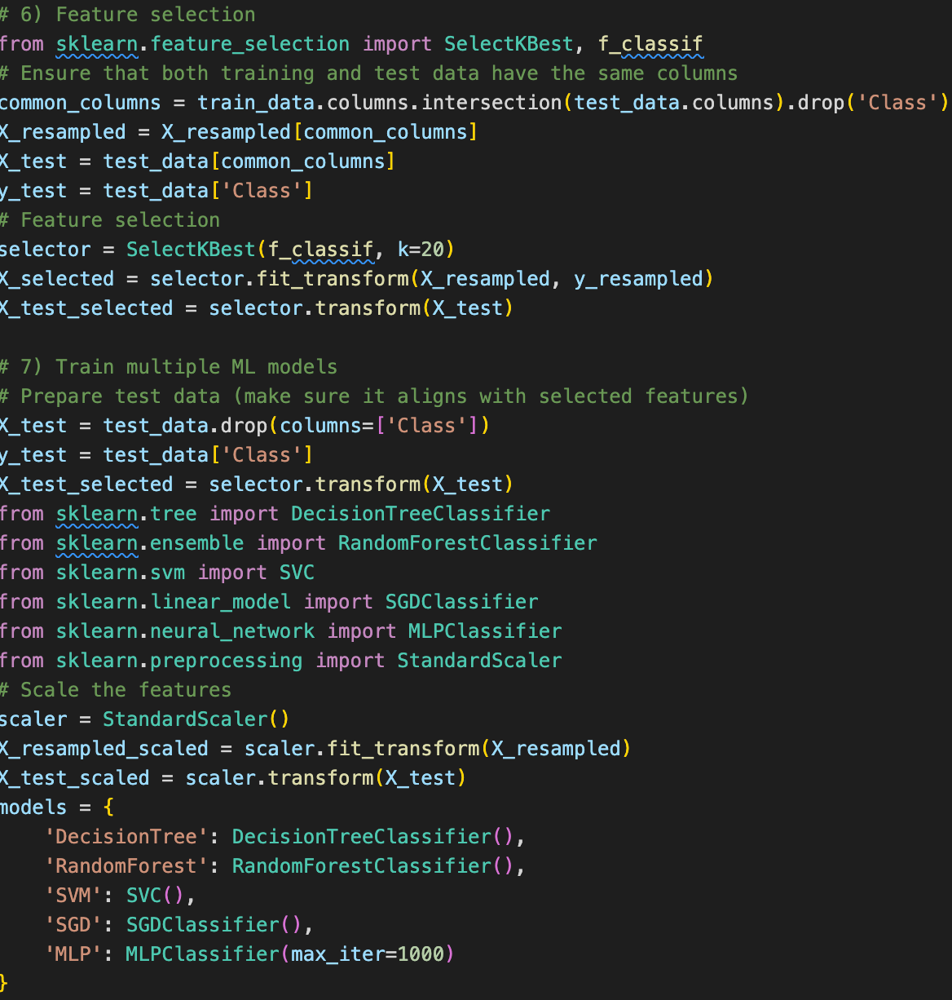 # 6) Feature selection
from sklearn.feature_selection import SelectKBest, f_classif
# Ensure that both training and test data have the same columns
common_columns = train_data.columns.intersection(test_data.columns).drop('Class')
X_resampled = X_resampled[common_columns]
X_test = test_data[common_columns]
y_test = test_data['Class']
# Feature selection
selector = SelectKBest(f_classif, k=20)
X_selected = selector.fit_transform(X_resampled, y_resampled)
X_test_selected = selector.transform(X_test)
# 7) Train multiple ML models
# Prepare test data (make sure it aligns with selected features)
X_test = test_data.drop(columns=['Class'])
y_test = test_data['Class']
X_test_selected = selector.transform(X_test)
from sklearn.tree import DecisionTreeClassifier
from sklearn.ensemble import RandomForestClassifier
from sklearn.svm import SVC
from sklearn.linear_model import SGDClassifier
from sklearn.neural_network import MLPClassifier
from sklearn.preprocessing import StandardScaler
# Scale the features
scaler = StandardScaler()
X_resampled_scaled = scaler.fit_transform(X_resampled)
X_test_scaled = scaler.transform(X_test)
models = {
    'DecisionTree': DecisionTreeClassifier(),
    'RandomForest': RandomForestClassifier(),
    'SVM': SVC(),
    'SGD': SGDClassifier(),
    'MLP': MLPClassifier(max_iter=1000)
}